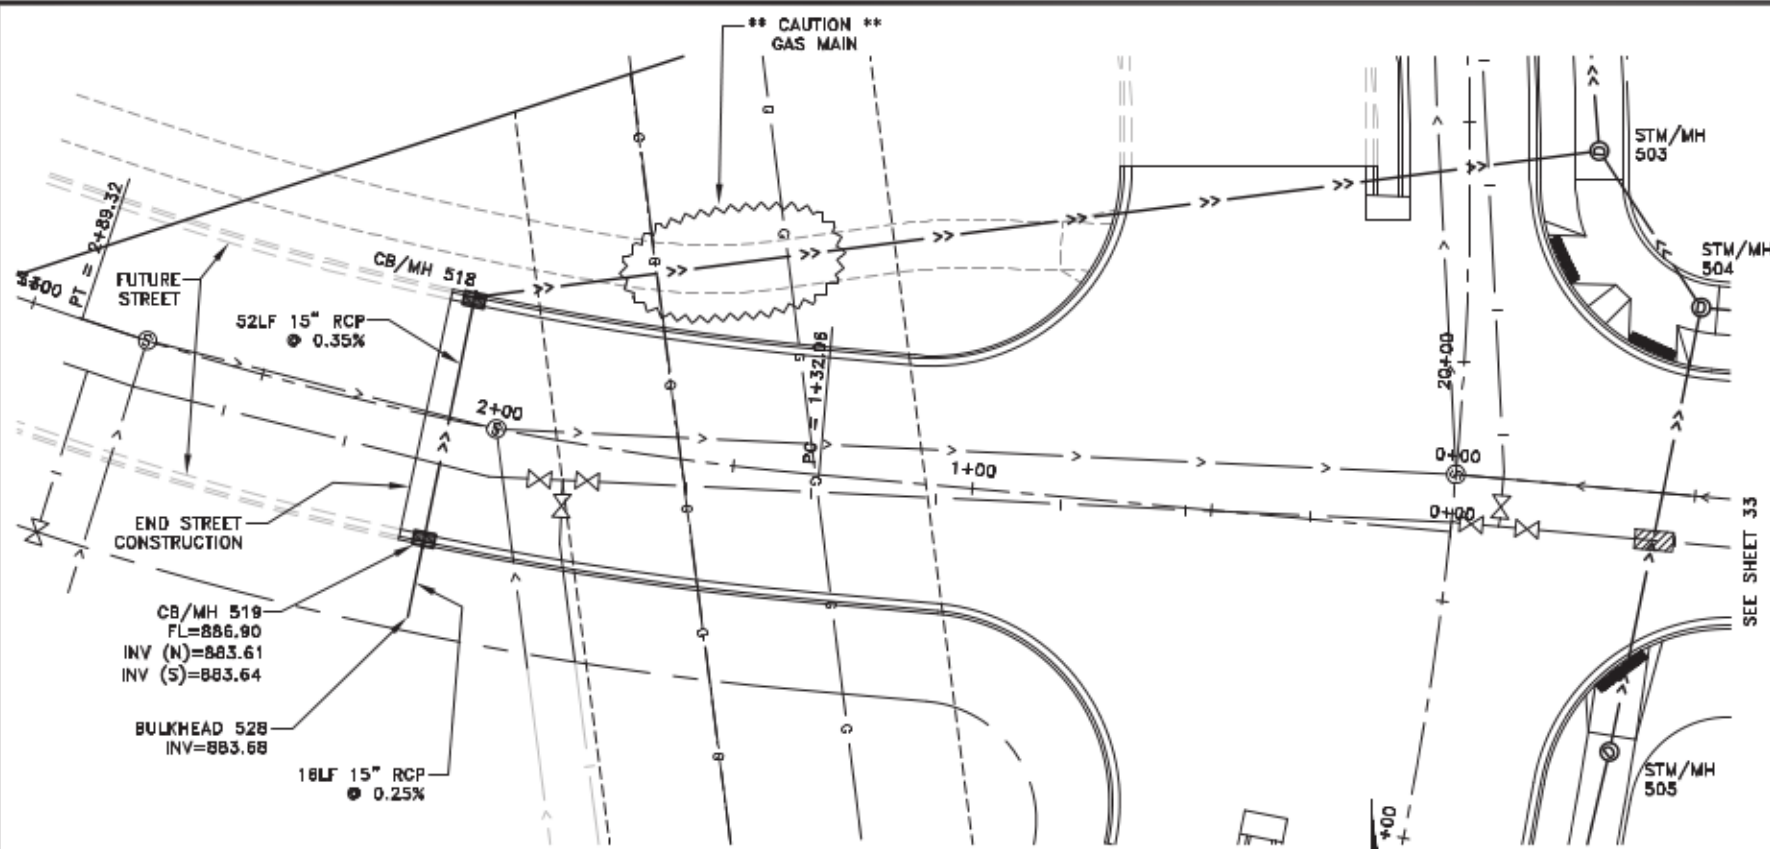 ** CAUTION **
GAS MAIN
STM/MH
503
STM/MH
504
PT = 2+89.32
FUTURE
STREET
CB/MH 518
52LF 15" RCP
@ 0.35%
2+00
PC = 1+32.06
1+00
20+00
0+00
0+00
END STREET
CONSTRUCTION
CB/MH 519
FL=886.90
INV (N)=883.61
INV (S)=883.64
BULKHEAD 528
INV=883.68
18LF 15" RCP
@ 0.25%
SEE SHEET 33
STM/MH
505
G
G
G
G
G
S
S
S
D
D
D